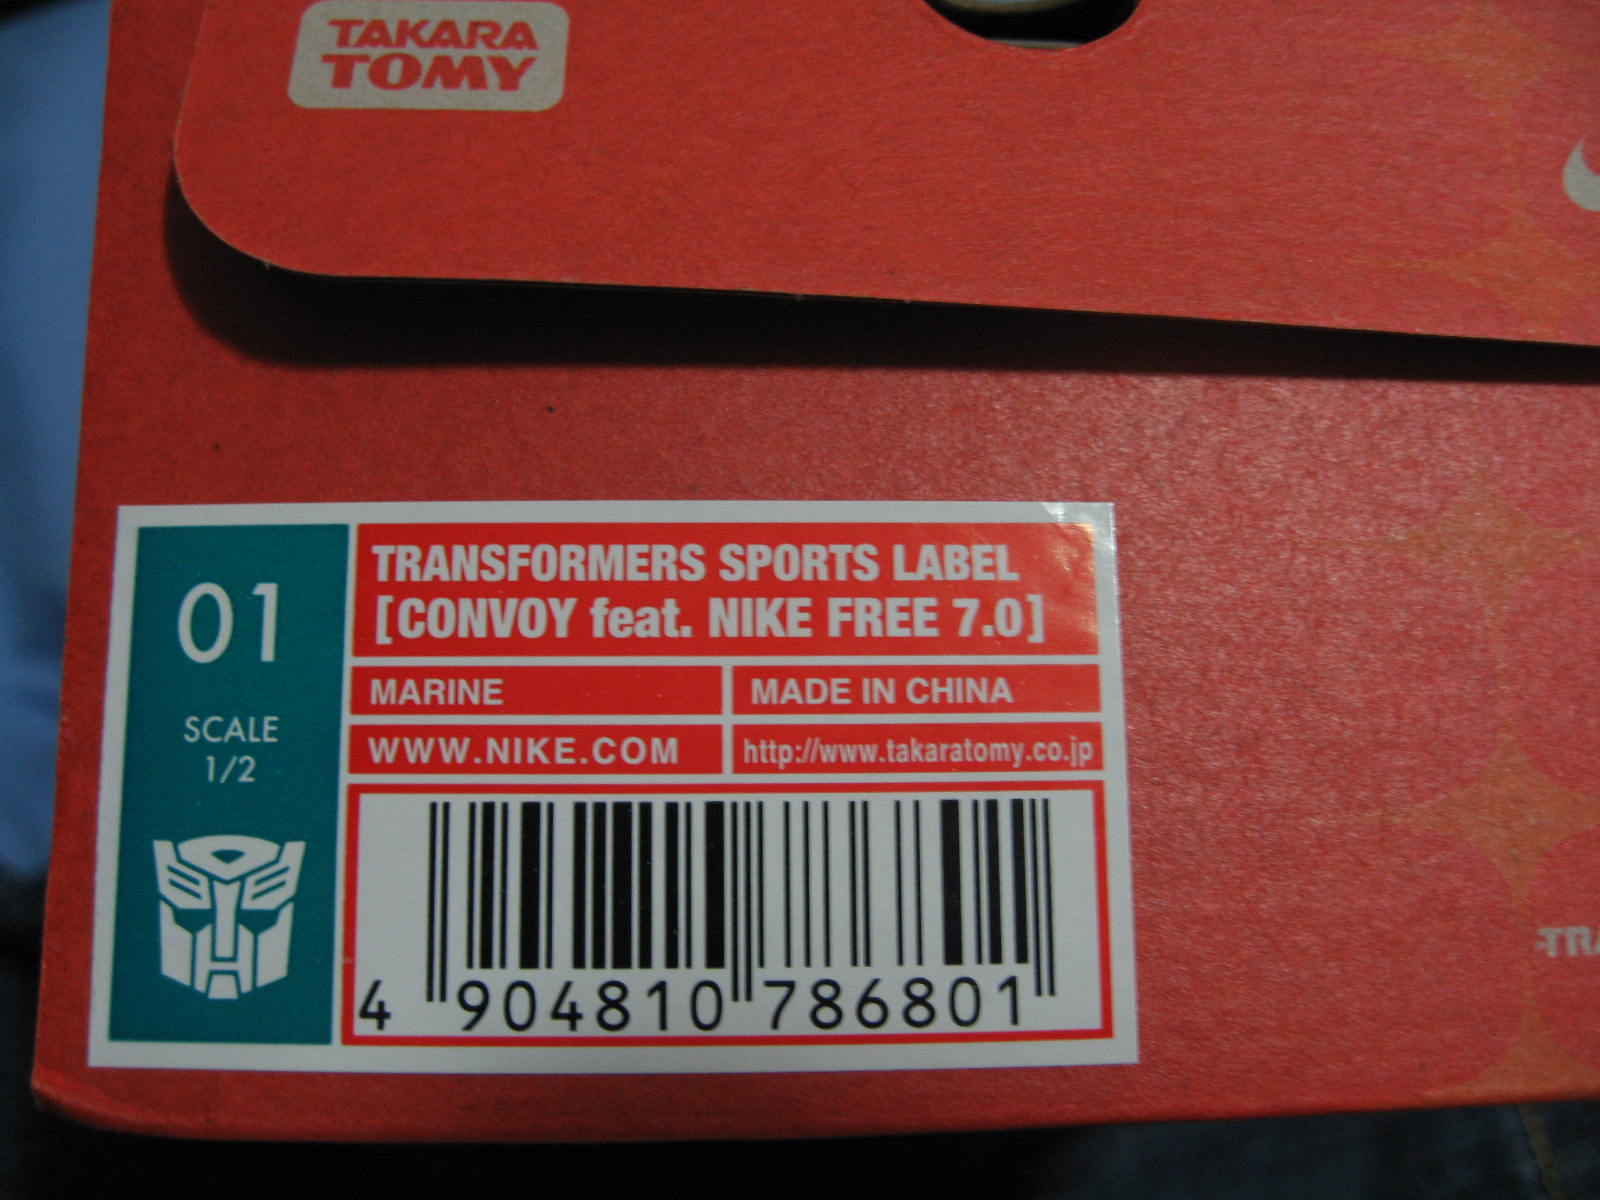 TAKARA
TOMY
01
SCALE
1/2
TRANSFORMERS SPORTS LABEL
[CONVOY feat. NIKE FREE 7.0]
MARINE
MADE IN CHINA
WWW.NIKE.COM
http://www.takaratomy.co.jp
4 904810 786801
TRA